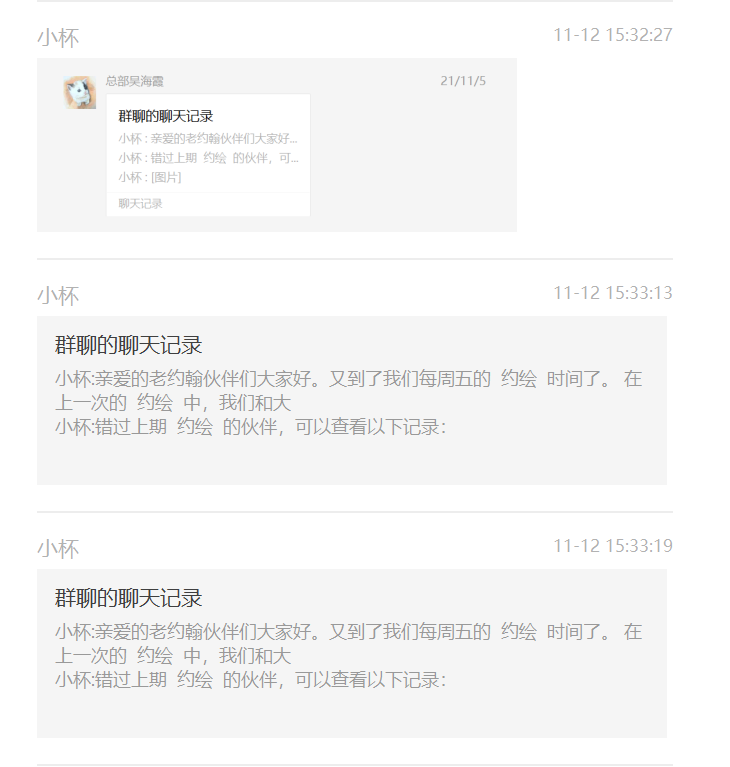 小杯
11-12 15:32:27
总部吴海霞
21/11/5
群聊的聊天记录
小杯 : 亲爱的老约翰伙伴们大家好...
小杯 : 错过上期 约绘 的伙伴，可...
小杯 : [图片]
聊天记录
小杯
11-12 15:33:13
群聊的聊天记录
小杯:亲爱的老约翰伙伴们大家好。又到了我们每周五的 约绘 时间了。 在
上一次的 约绘 中，我们和大
小杯:错过上期 约绘 的伙伴，可以查看以下记录：
小杯
11-12 15:33:19
群聊的聊天记录
小杯:亲爱的老约翰伙伴们大家好。又到了我们每周五的 约绘 时间了。 在
上一次的 约绘 中，我们和大
小杯:错过上期 约绘 的伙伴，可以查看以下记录：